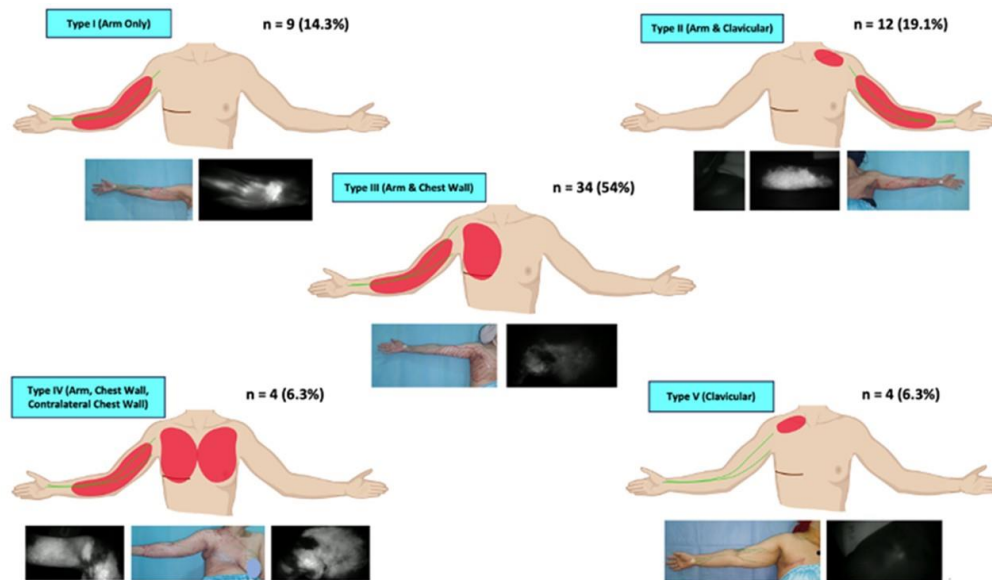 Type I (Arm Only)
n = 9 (14.3%)
Type II (Arm & Clavicular)
n = 12 (19.1%)
Type III (Arm & Chest Wall)
n = 34 (54%)
Type IV (Arm, Chest Wall,
Contralateral Chest Wall)
n = 4 (6.3%)
Type V (Clavicular)
n = 4 (6.3%)